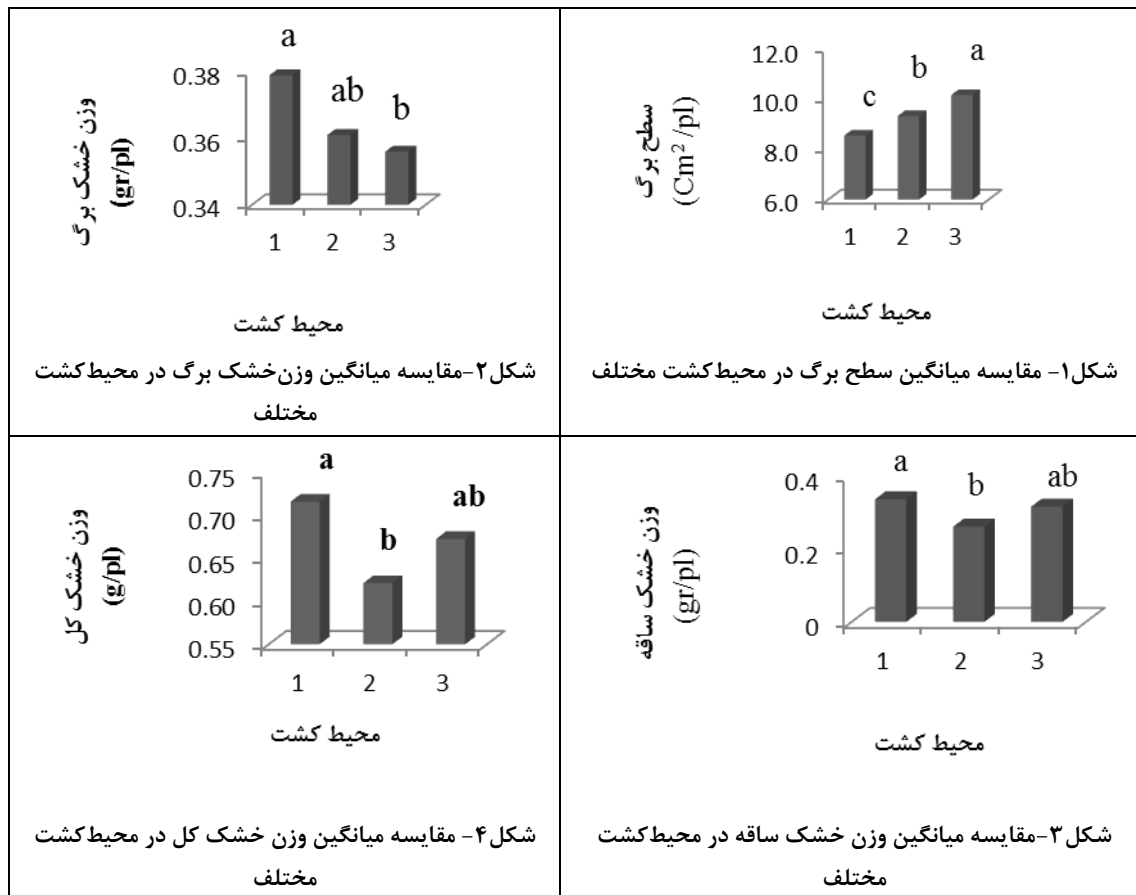 12.0
10.0
8.0
6.0
c
b
a
1 2 3
سطح برگ
(Cm² /pl)
محیط کشت
شکل۱- مقایسه میانگین سطح برگ در محیط‌کشت مختلف
0.38
0.36
0.34
a
ab
b
1 2 3
وزن خشک برگ
(gr/pl)
محیط کشت
شکل۲-مقایسه میانگین وزن‌خشک برگ در محیط‌کشت
مختلف
0.4
0.2
0
a
b
ab
1 2 3
وزن خشک ساقه
(gr/pl)
محیط کشت
شکل۳-مقایسه میانگین وزن خشک ساقه در محیط‌کشت
مختلف
0.75
0.70
0.65
0.60
0.55
a
b
ab
1 2 3
وزن خشک کل
(g/pl)
محیط کشت
شکل۴- مقایسه میانگین وزن خشک کل در محیط‌کشت
مختلف